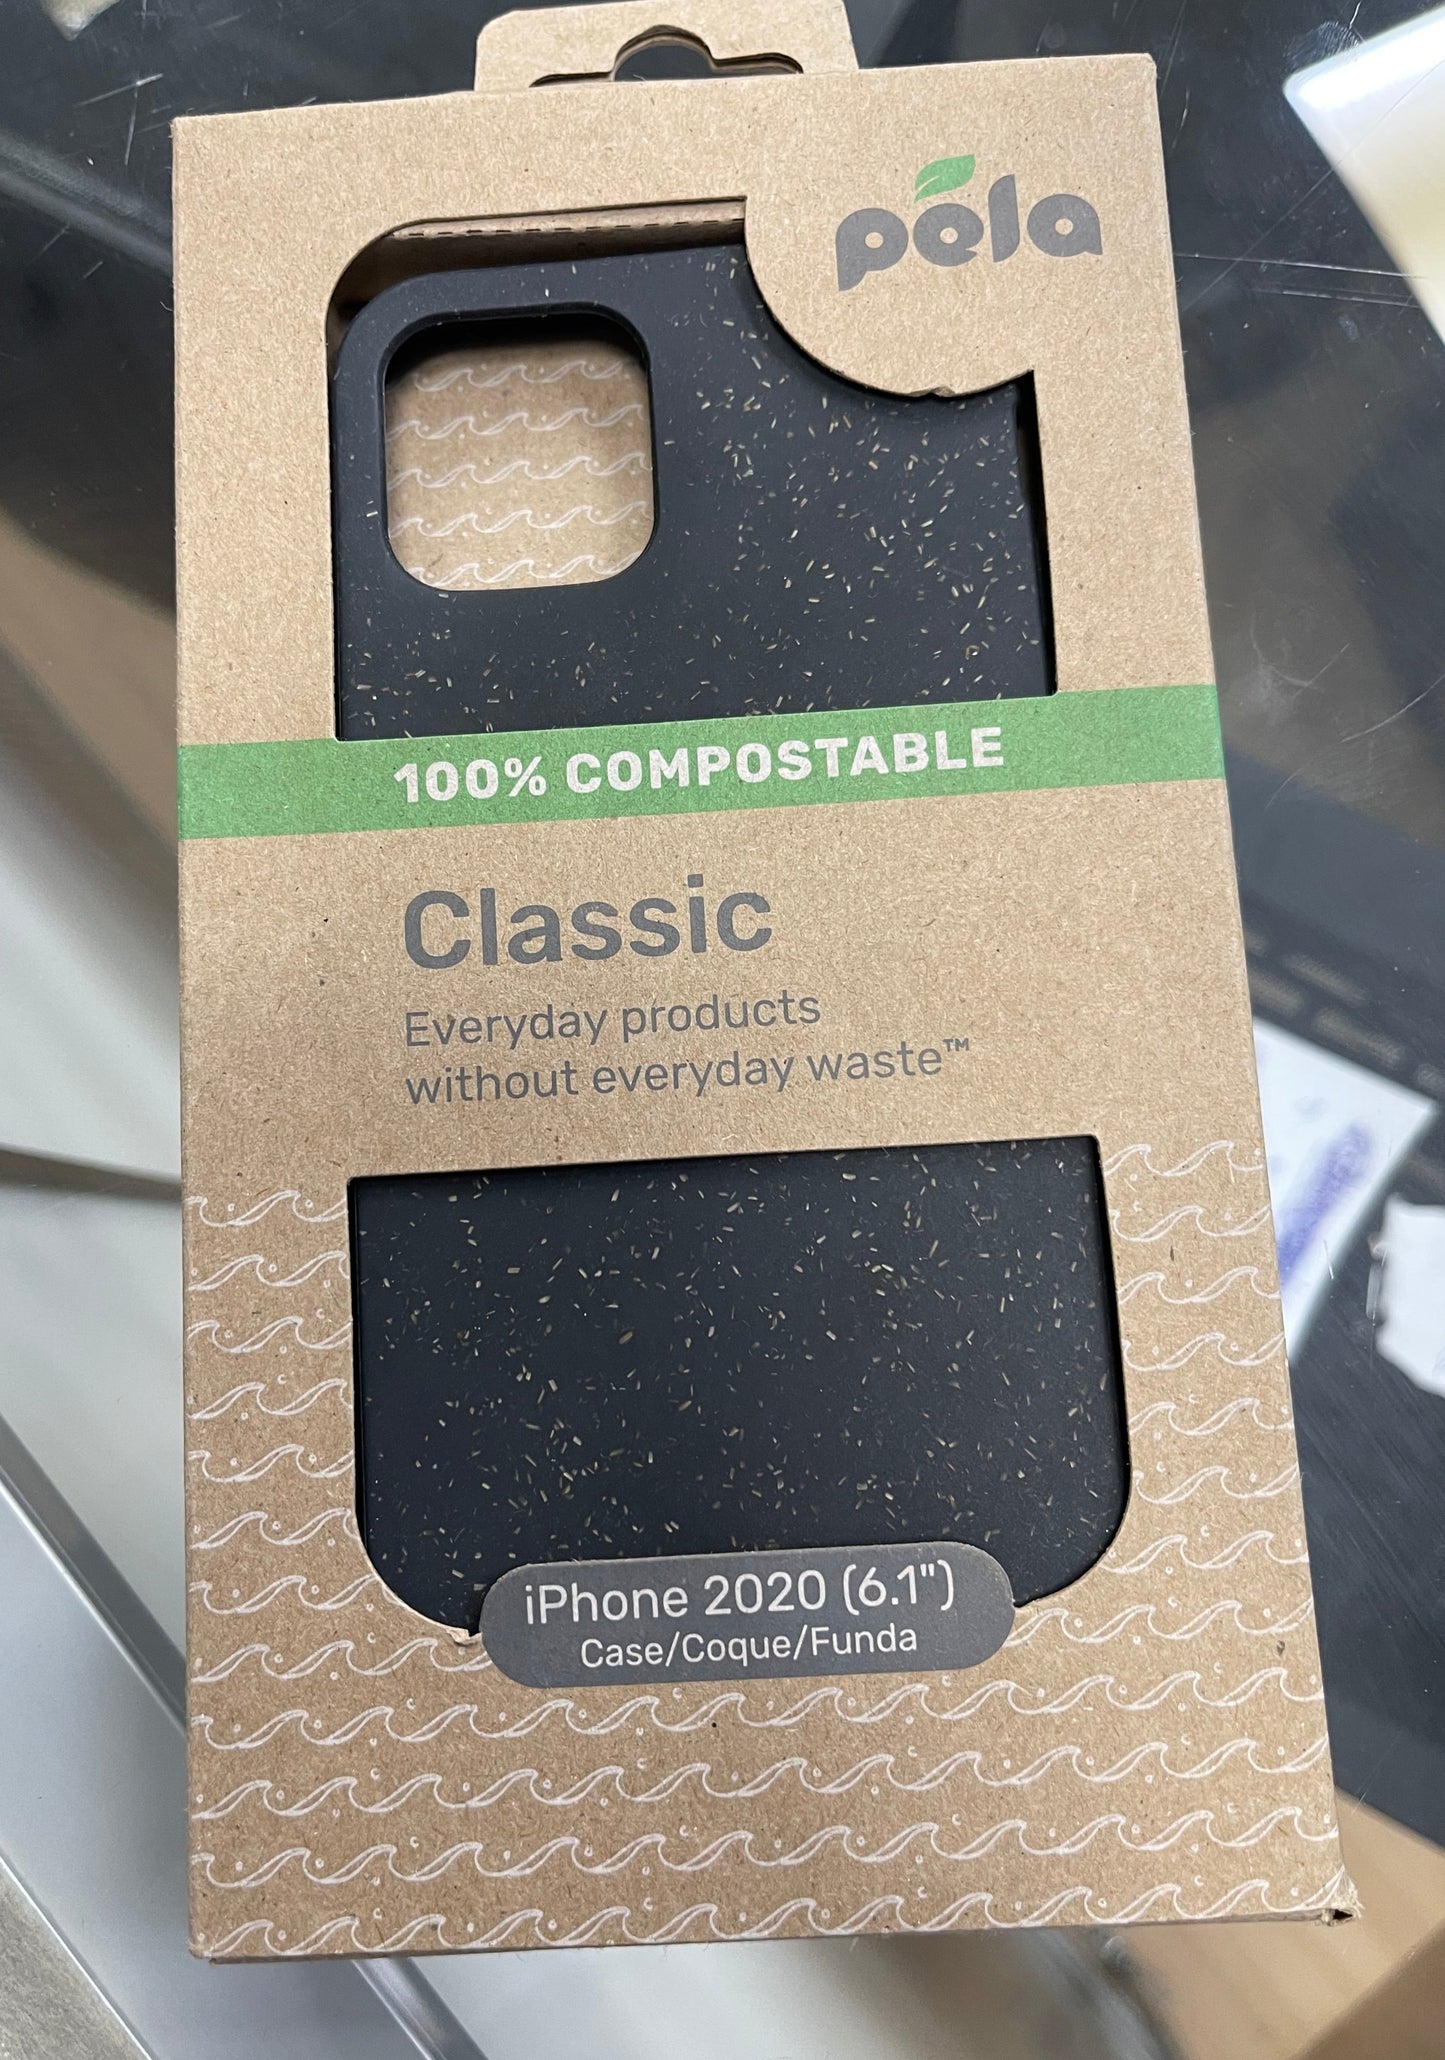 pela
100% COMPOSTABLE
Classic
Everyday products
without everyday waste™
iPhone 2020 (6.1")
Case/Coque/Funda